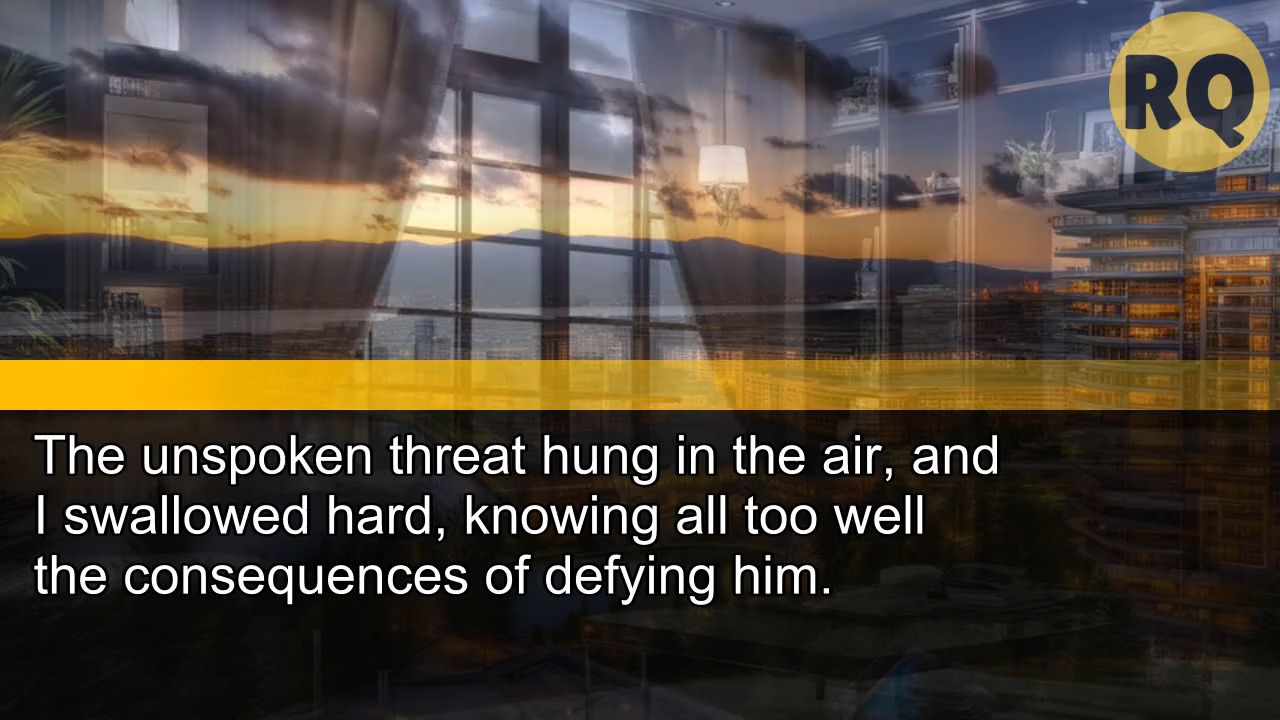 RQ
The unspoken threat hung in the air, and
I swallowed hard, knowing all too well
the consequences of defying him.